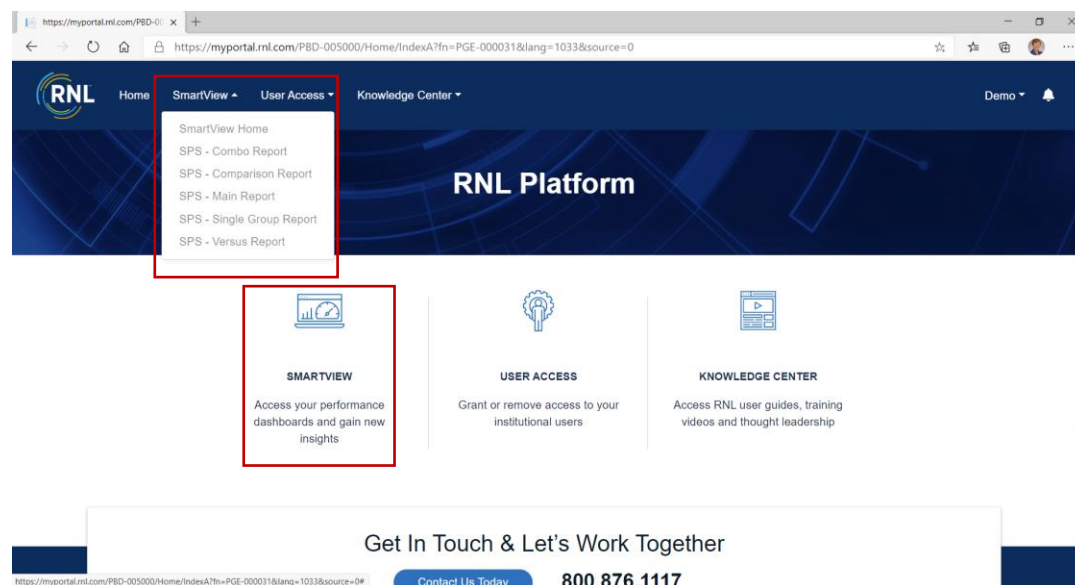 https://myportal.rnl.com/PBD-00
https://myportal.rnl.com/PBD-005000/Home/IndexA?fn=PGE-000031&lang=1033&source=0
RNL Home SmartView User Access Knowledge Center Demo
SmartView Home
SPS - Combo Report
SPS - Comparison Report
SPS - Main Report
SPS - Single Group Report
SPS - Versus Report
RNL Platform
SMARTVIEW
Access your performance
dashboards and gain new
insights
USER ACCESS
Grant or remove access to your
institutional users
KNOWLEDGE CENTER
Access RNL user guides, training
videos and thought leadership
Get In Touch & Let's Work Together
Contact Us Today 800.876.1117
https://myportal.rnl.com/PBD-005000/Home/IndexA?fn=PGE-000031&lang=1033&source=0#